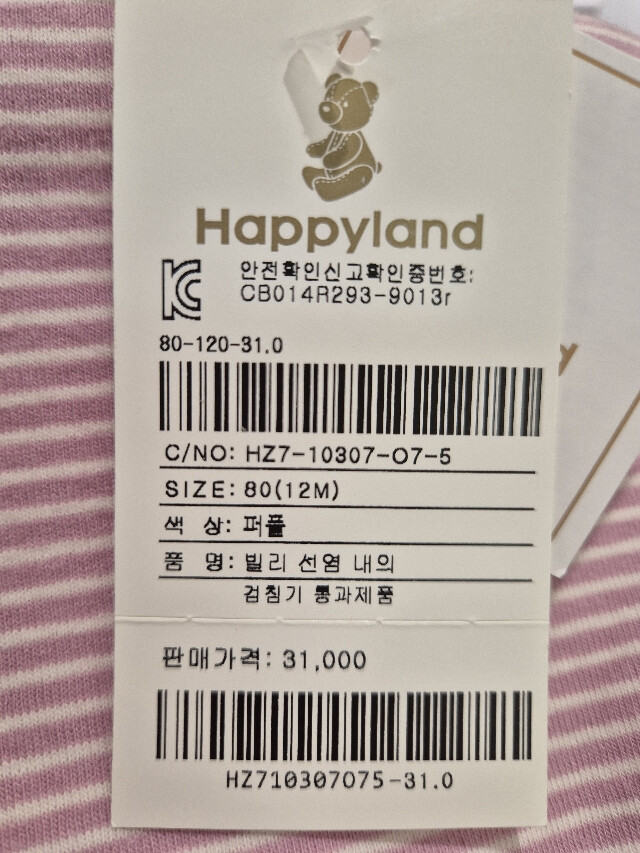 Happyland
안전확인신고확인증번호:
CB014R293-9013r
80-120-31.0
C/NO: HZ7-10307-07-5
SIZE: 80(12M)
색 상: 퍼플
품 명: 빌리 선염 내의
검침기 통과제품
판매가격: 31,000
HZ710307075-31.0
y